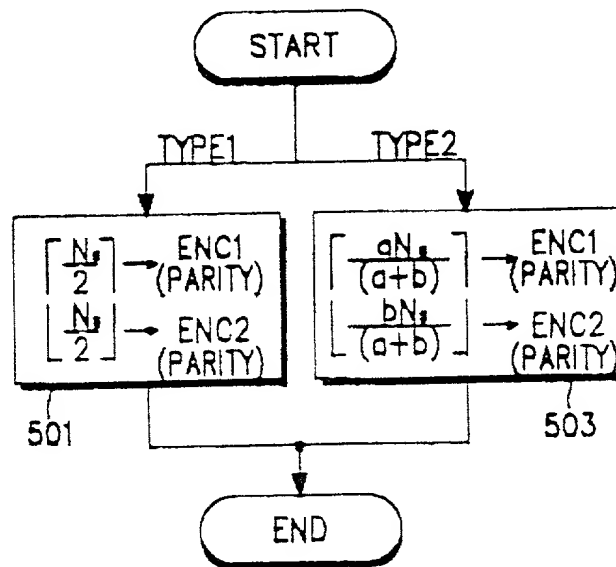 START
TYPE1 TYPE2
⌈Nₛ/2⌉ → ENC1
(PARITY)
⌊Nₛ/2⌋ → ENC2
(PARITY)
501
⌈aNₛ/(a+b)⌉ → ENC1
(PARITY)
⌊bNₛ/(a+b)⌋ → ENC2
(PARITY)
503
END